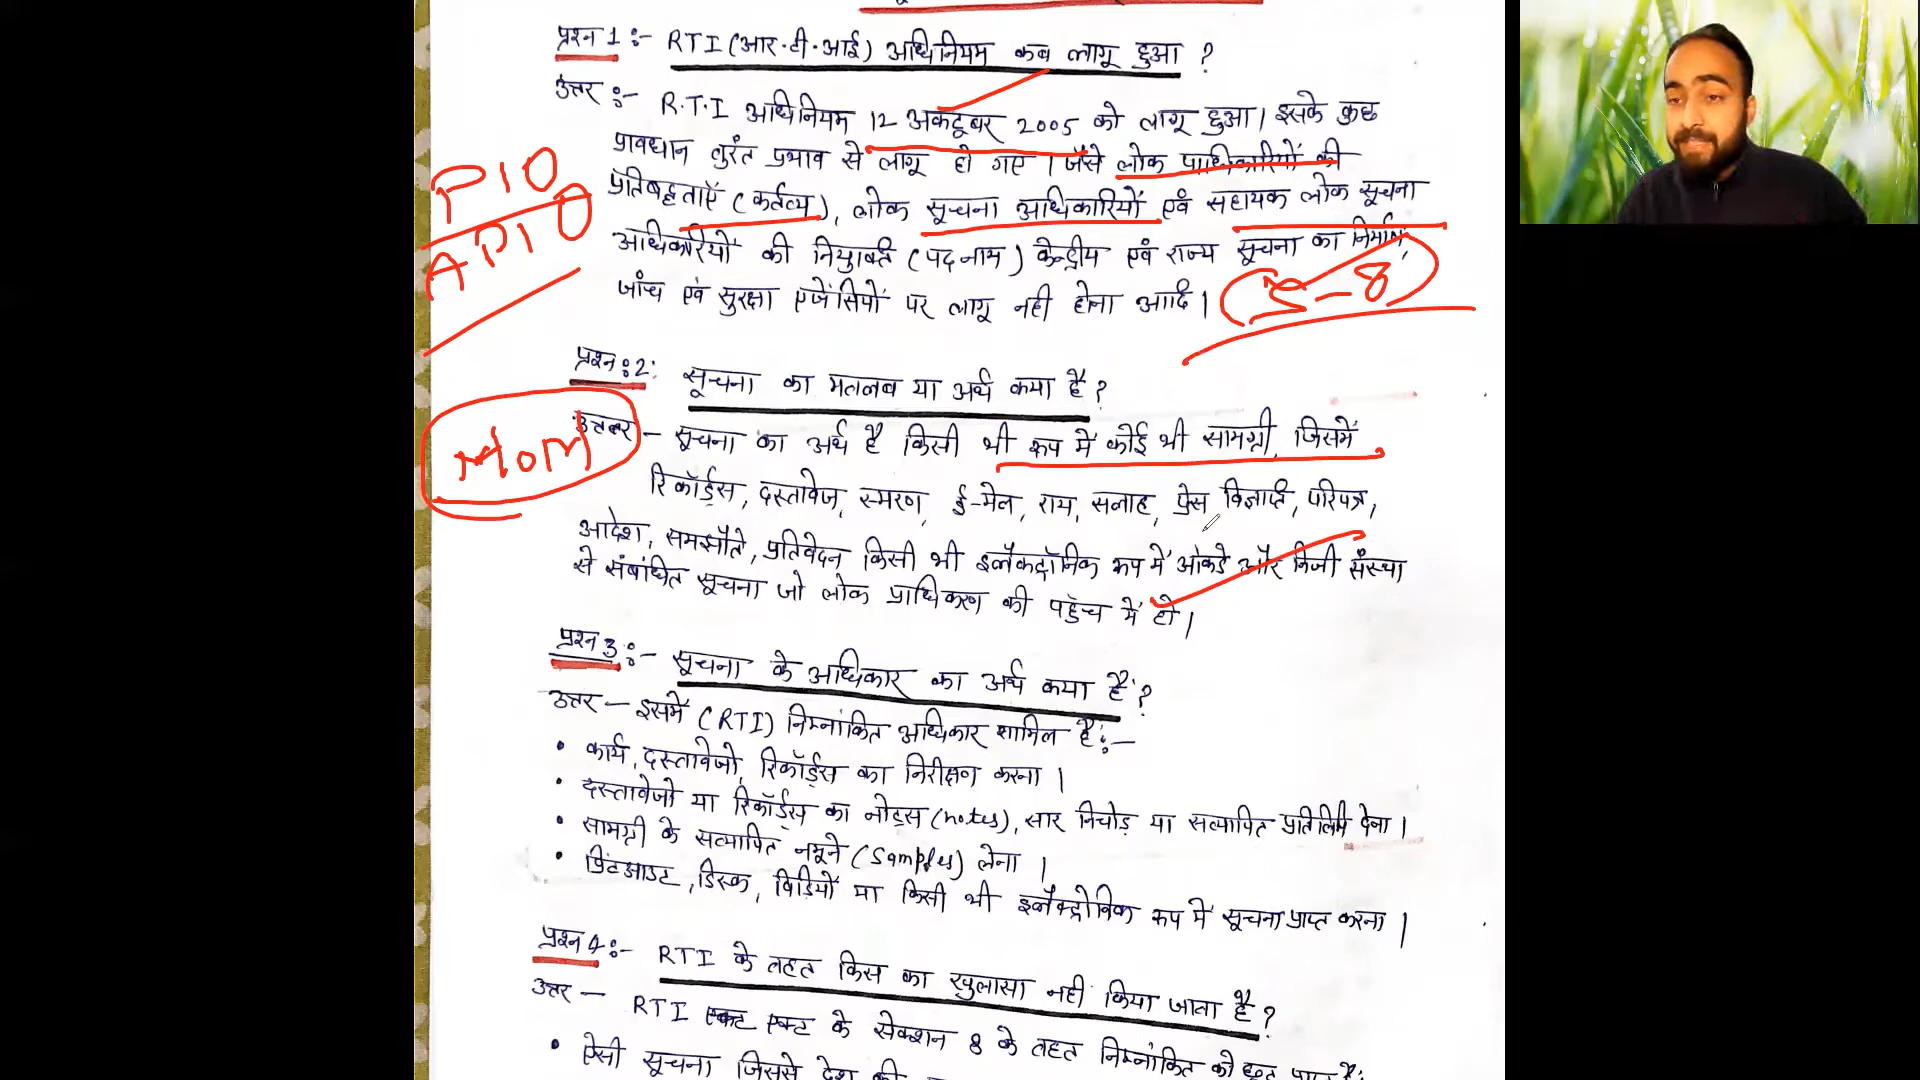 प्रश्न 1 :- RTI (आर.टी.आई) अधिनियम कब लागू हुआ ?
उत्तर :- R.T.I अधिनियम 12 अक्टूबर 2005 को लागू हुआ। इसके कुछ
प्रावधान तुरंत प्रभाव से लागू हो गए । जैसे लोक प्राधिकारियों की
PIO
प्रतिबद्दताएँ (कर्तव्य), लोक सूचना अधिकारियों एवं सहायक लोक सूचना
APIO
अधिकारियों की नियुक्ति (पदनाम) केन्द्रीय एवं राज्य सूचना का निर्माण,
जाँच एवं सुरक्षा एजेंसियों पर लागू नही होना आदि।
S-8
प्रश्न :2: सूचना का मतलब या अर्थ क्या है ?
MoM
उत्तर – सूचना का अर्थ है किसी भी रूप में कोई भी सामग्री, जिसमें
रिकॉर्ड्स, दस्तावेज, स्मरण, ई-मेल, राय, सलाह, प्रेस विज्ञप्ति, परिपत्र,
आदेश, समझौते, प्रतिवेदन किसी भी इलैक्ट्रॉनिक रूप में आंकडे और निजी संस्था
से संबंधित सूचना जो लोक प्राधिकरण की पहुँच में हो।
प्रश्न 3 :- सूचना के अधिकार का अर्थ क्या है ?
उत्तर – इसमें (RTI) निम्नांकित अधिकार शामिल है :-
• कार्य, दस्तावेजो, रिकॉर्ड्स का निरीक्षण करना ।
• दस्तावेजो या रिकॉर्ड्स का नोट्स (notes), सार निचोड़ या सत्यापित प्रतिलिपि देना ।
• सामग्री के सत्यापित नमूने (Samples) लेना ।
• प्रिंटआउट, डिस्क, विडियों या किसी भी इलैक्ट्रोनिक रूप में सूचना प्राप्त करना ।
प्रश्न 4 :- RTI के तहत किस का खुलासा नही किया जाता है ?
उत्तर – RTI एक्ट के सेक्शन 8 के तहत निम्नांकित को छूट
• ऐसी सूचना जिससे देश की